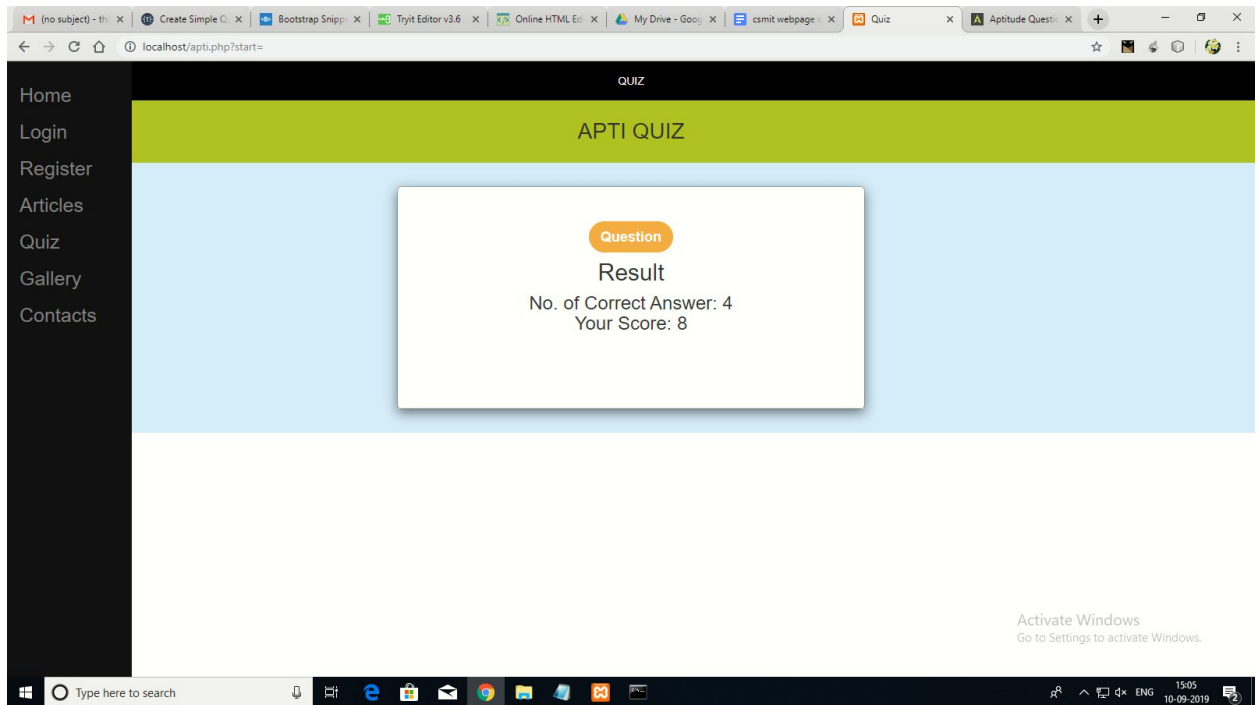 (no subject) - th
Create Simple Q
Bootstrap Snipp
Tryit Editor v3.6
Online HTML Ed
My Drive - Goog
csmit webpage c
Quiz
Aptitude Questi
localhost/apti.php?start=
QUIZ
Home
Login
Register
Articles
Quiz
Gallery
Contacts
APTI QUIZ
Question
Result
No. of Correct Answer: 4
Your Score: 8
Activate Windows
Go to Settings to activate Windows.
Type here to search
ENG
15:05
10-09-2019
2